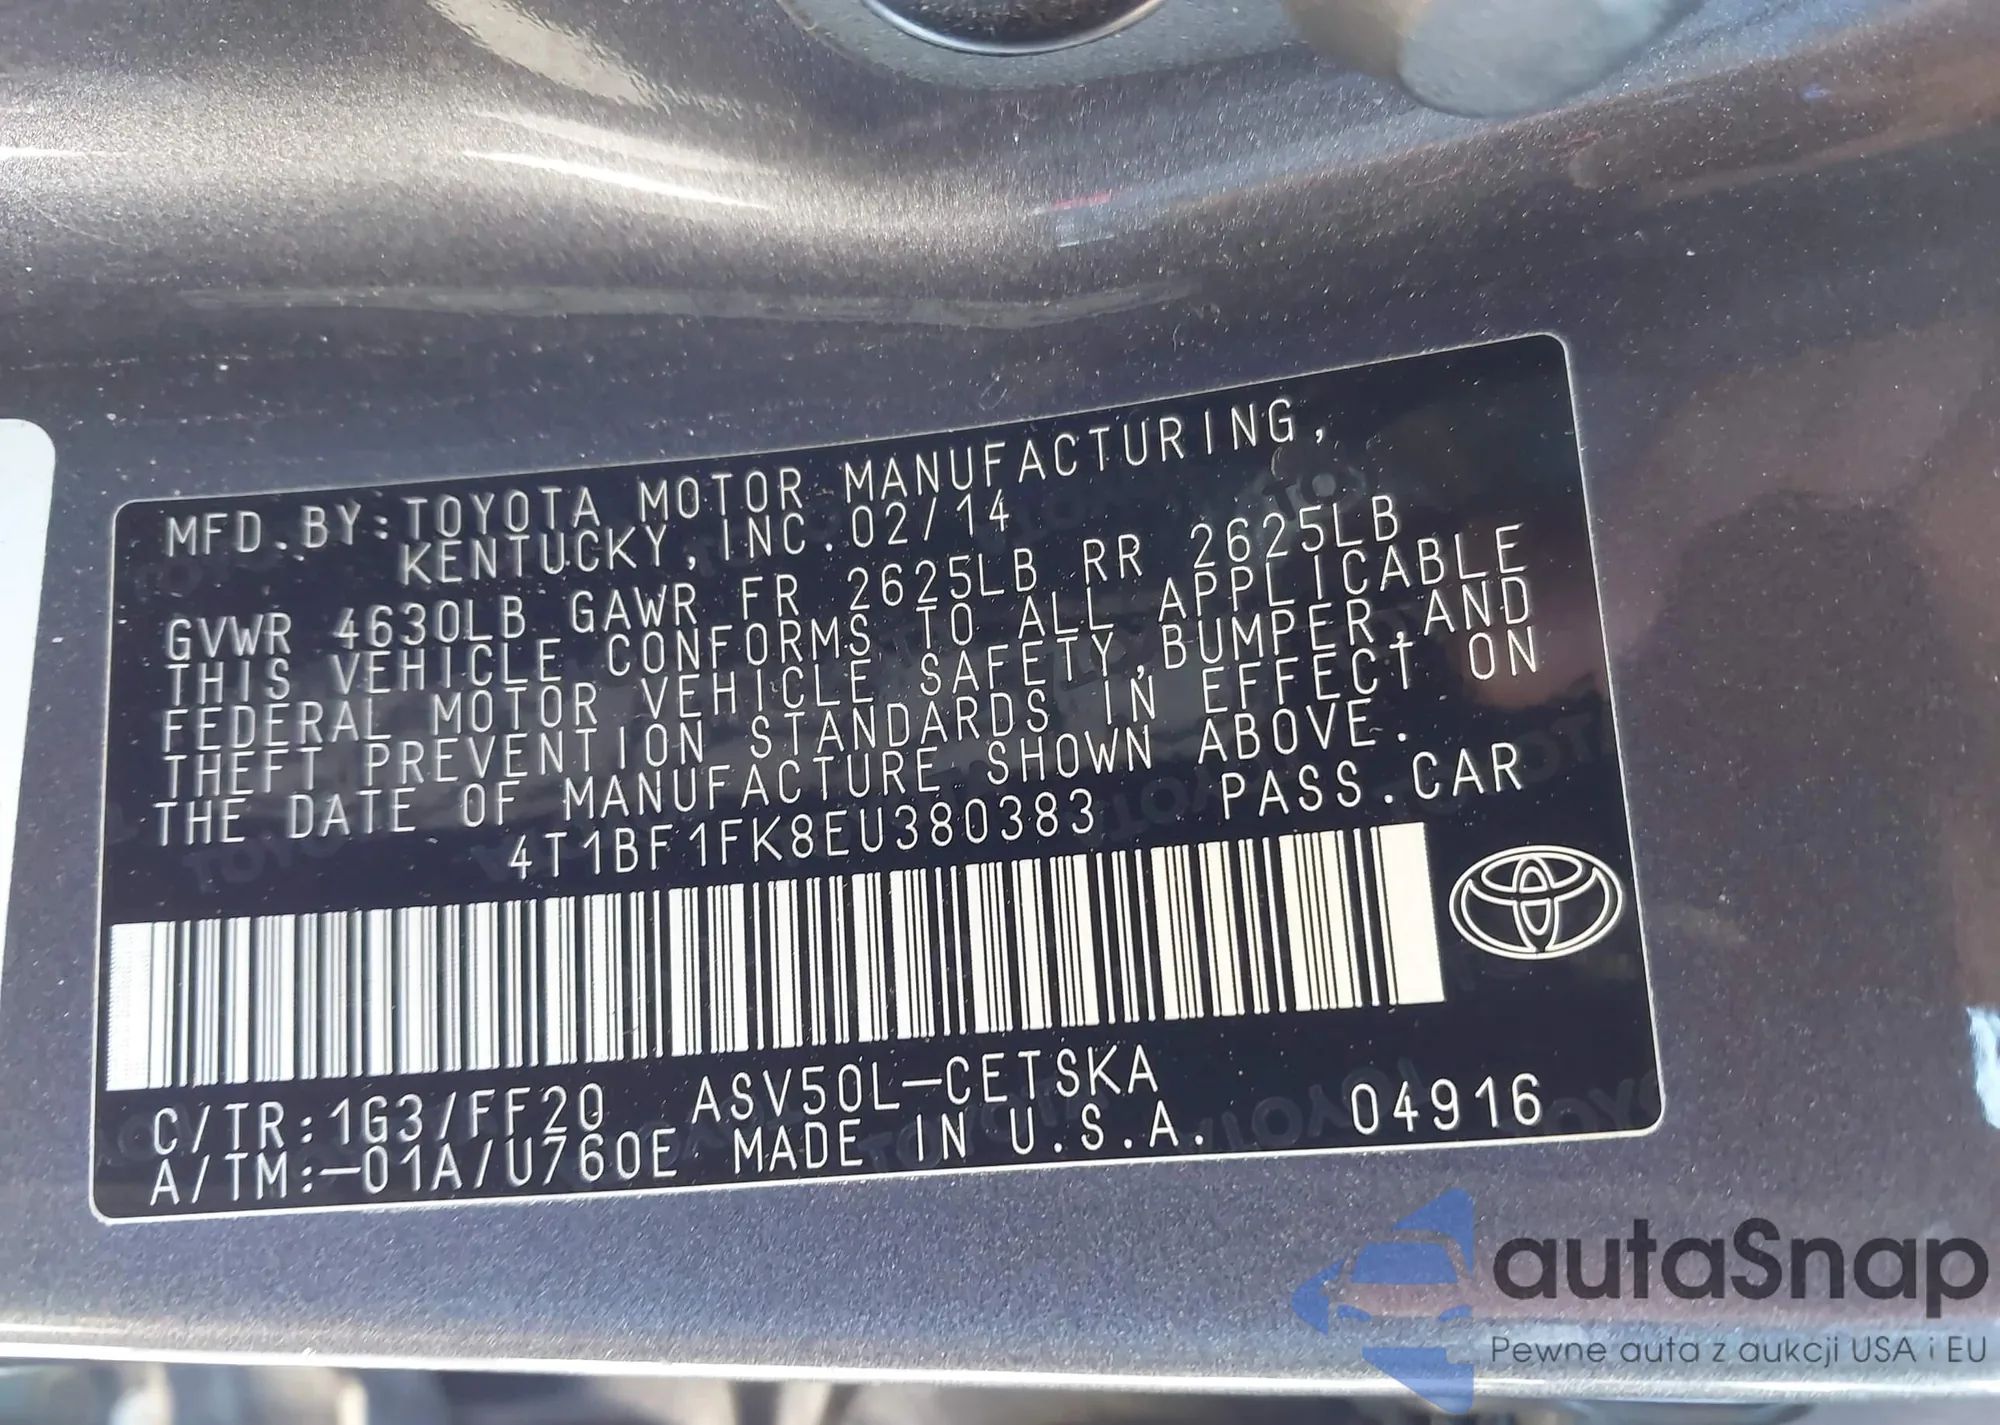 MFD.BY:TOYOTA MOTOR MANUFACTURING,
KENTUCKY,INC.02/14
GVWR 4630LB GAWR FR 2625LB RR 2625LB
THIS VEHICLE CONFORMS TO ALL APPLICABLE
FEDERAL MOTOR VEHICLE SAFETY,BUMPER,AND
THEFT PREVENTION STANDARDS IN EFFECT ON
THE DATE OF MANUFACTURE SHOWN ABOVE.
4T1BF1FK8EU380383 PASS.CAR
C/TR:1G3/FF20 ASV50L-CETSKA
A/TM:-01A/U760E MADE IN U.S.A. 04916
autaSnap
Pewne auta z aukcji USA i EU